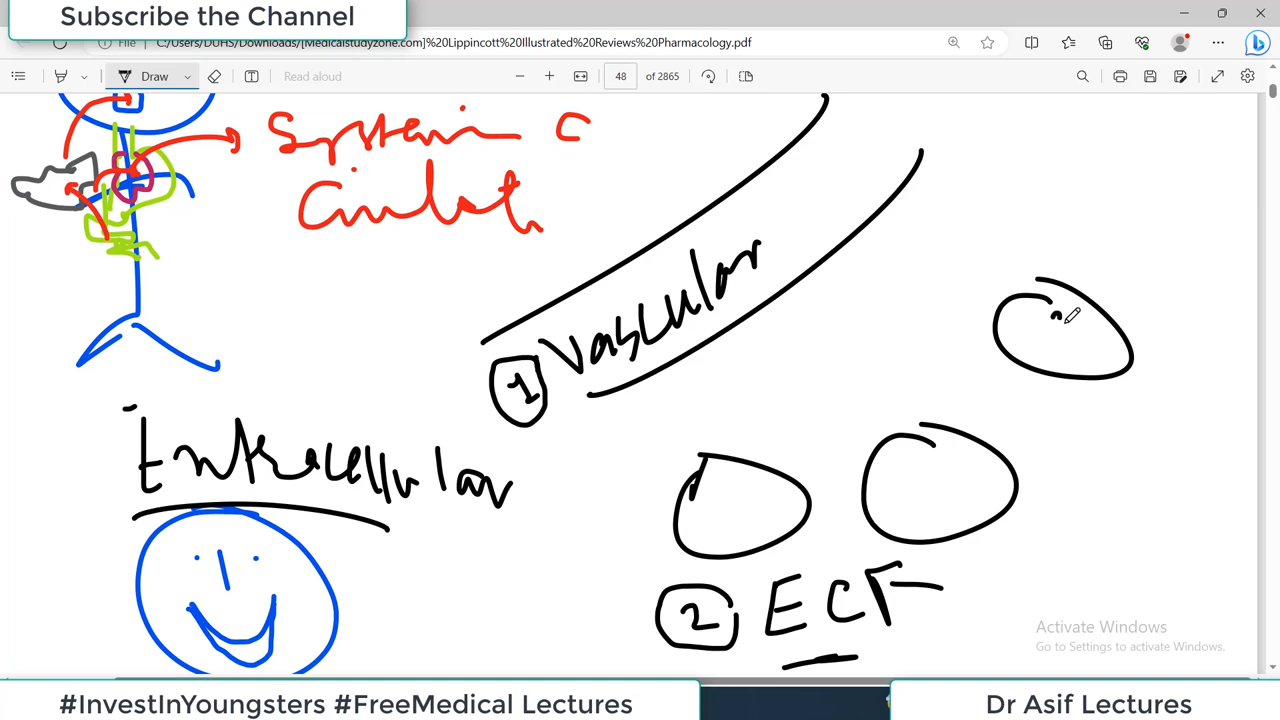 Subscribe the Channel
File
C:/Users/DUHS/Downloads/[Medicalstudyzone.com]%20Lippincott%20Illustrated%20Reviews%20Pharmacology.pdf
Draw
Read aloud
48 of 2865
Systemic C
1 Vascular
Intracellular
2 ECF
Activate Windows
Go to Settings to activate Windows.
#InvestInYoungsters #FreeMedical Lectures
Dr Asif Lectures